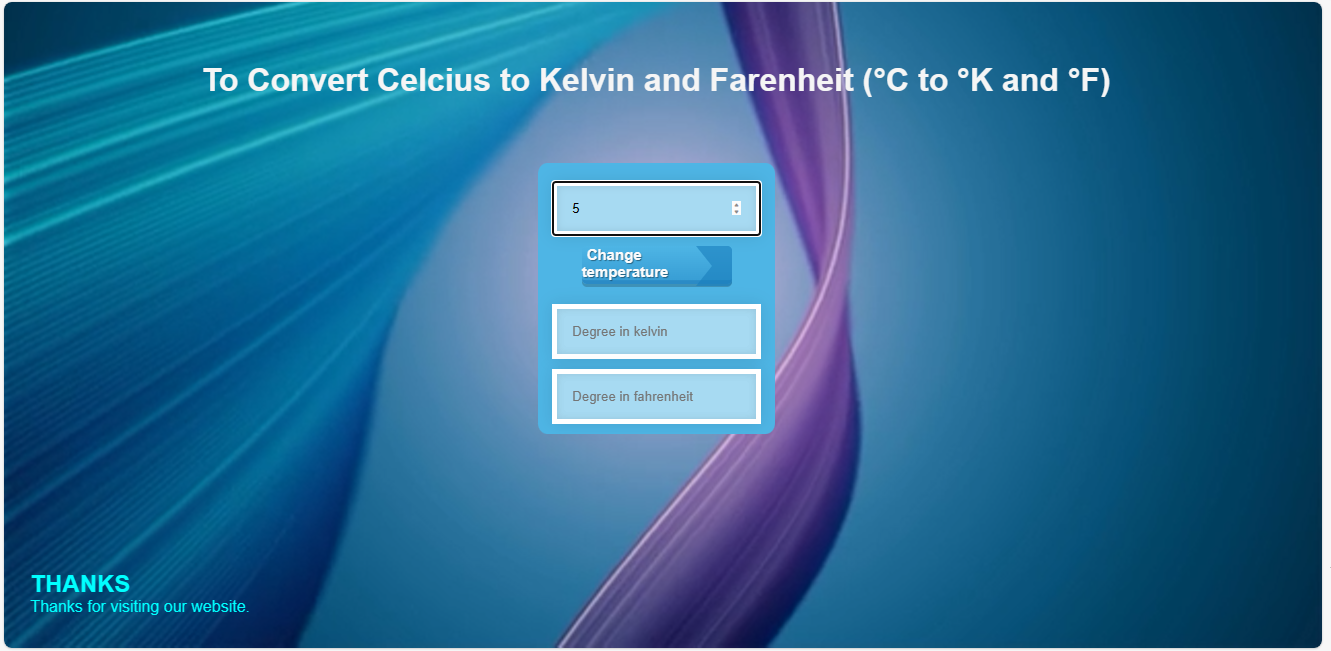 To Convert Celcius to Kelvin and Farenheit (°C to °K and °F)
5
Change
temperature
Degree in kelvin
Degree in fahrenheit
THANKS
Thanks for visiting our website.